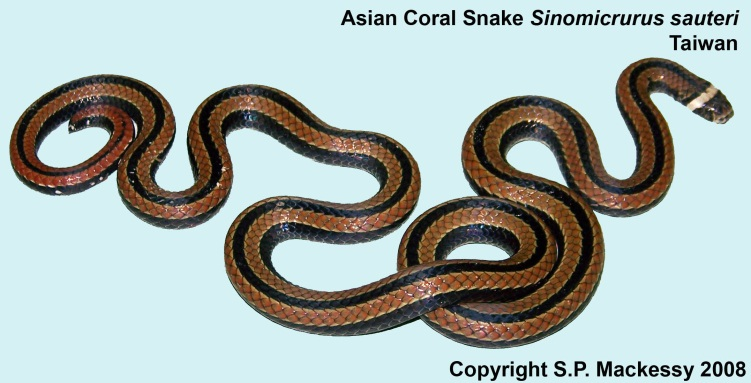 Asian Coral Snake Sinomicrurus sauteri
Taiwan
Copyright S.P. Mackessy 2008